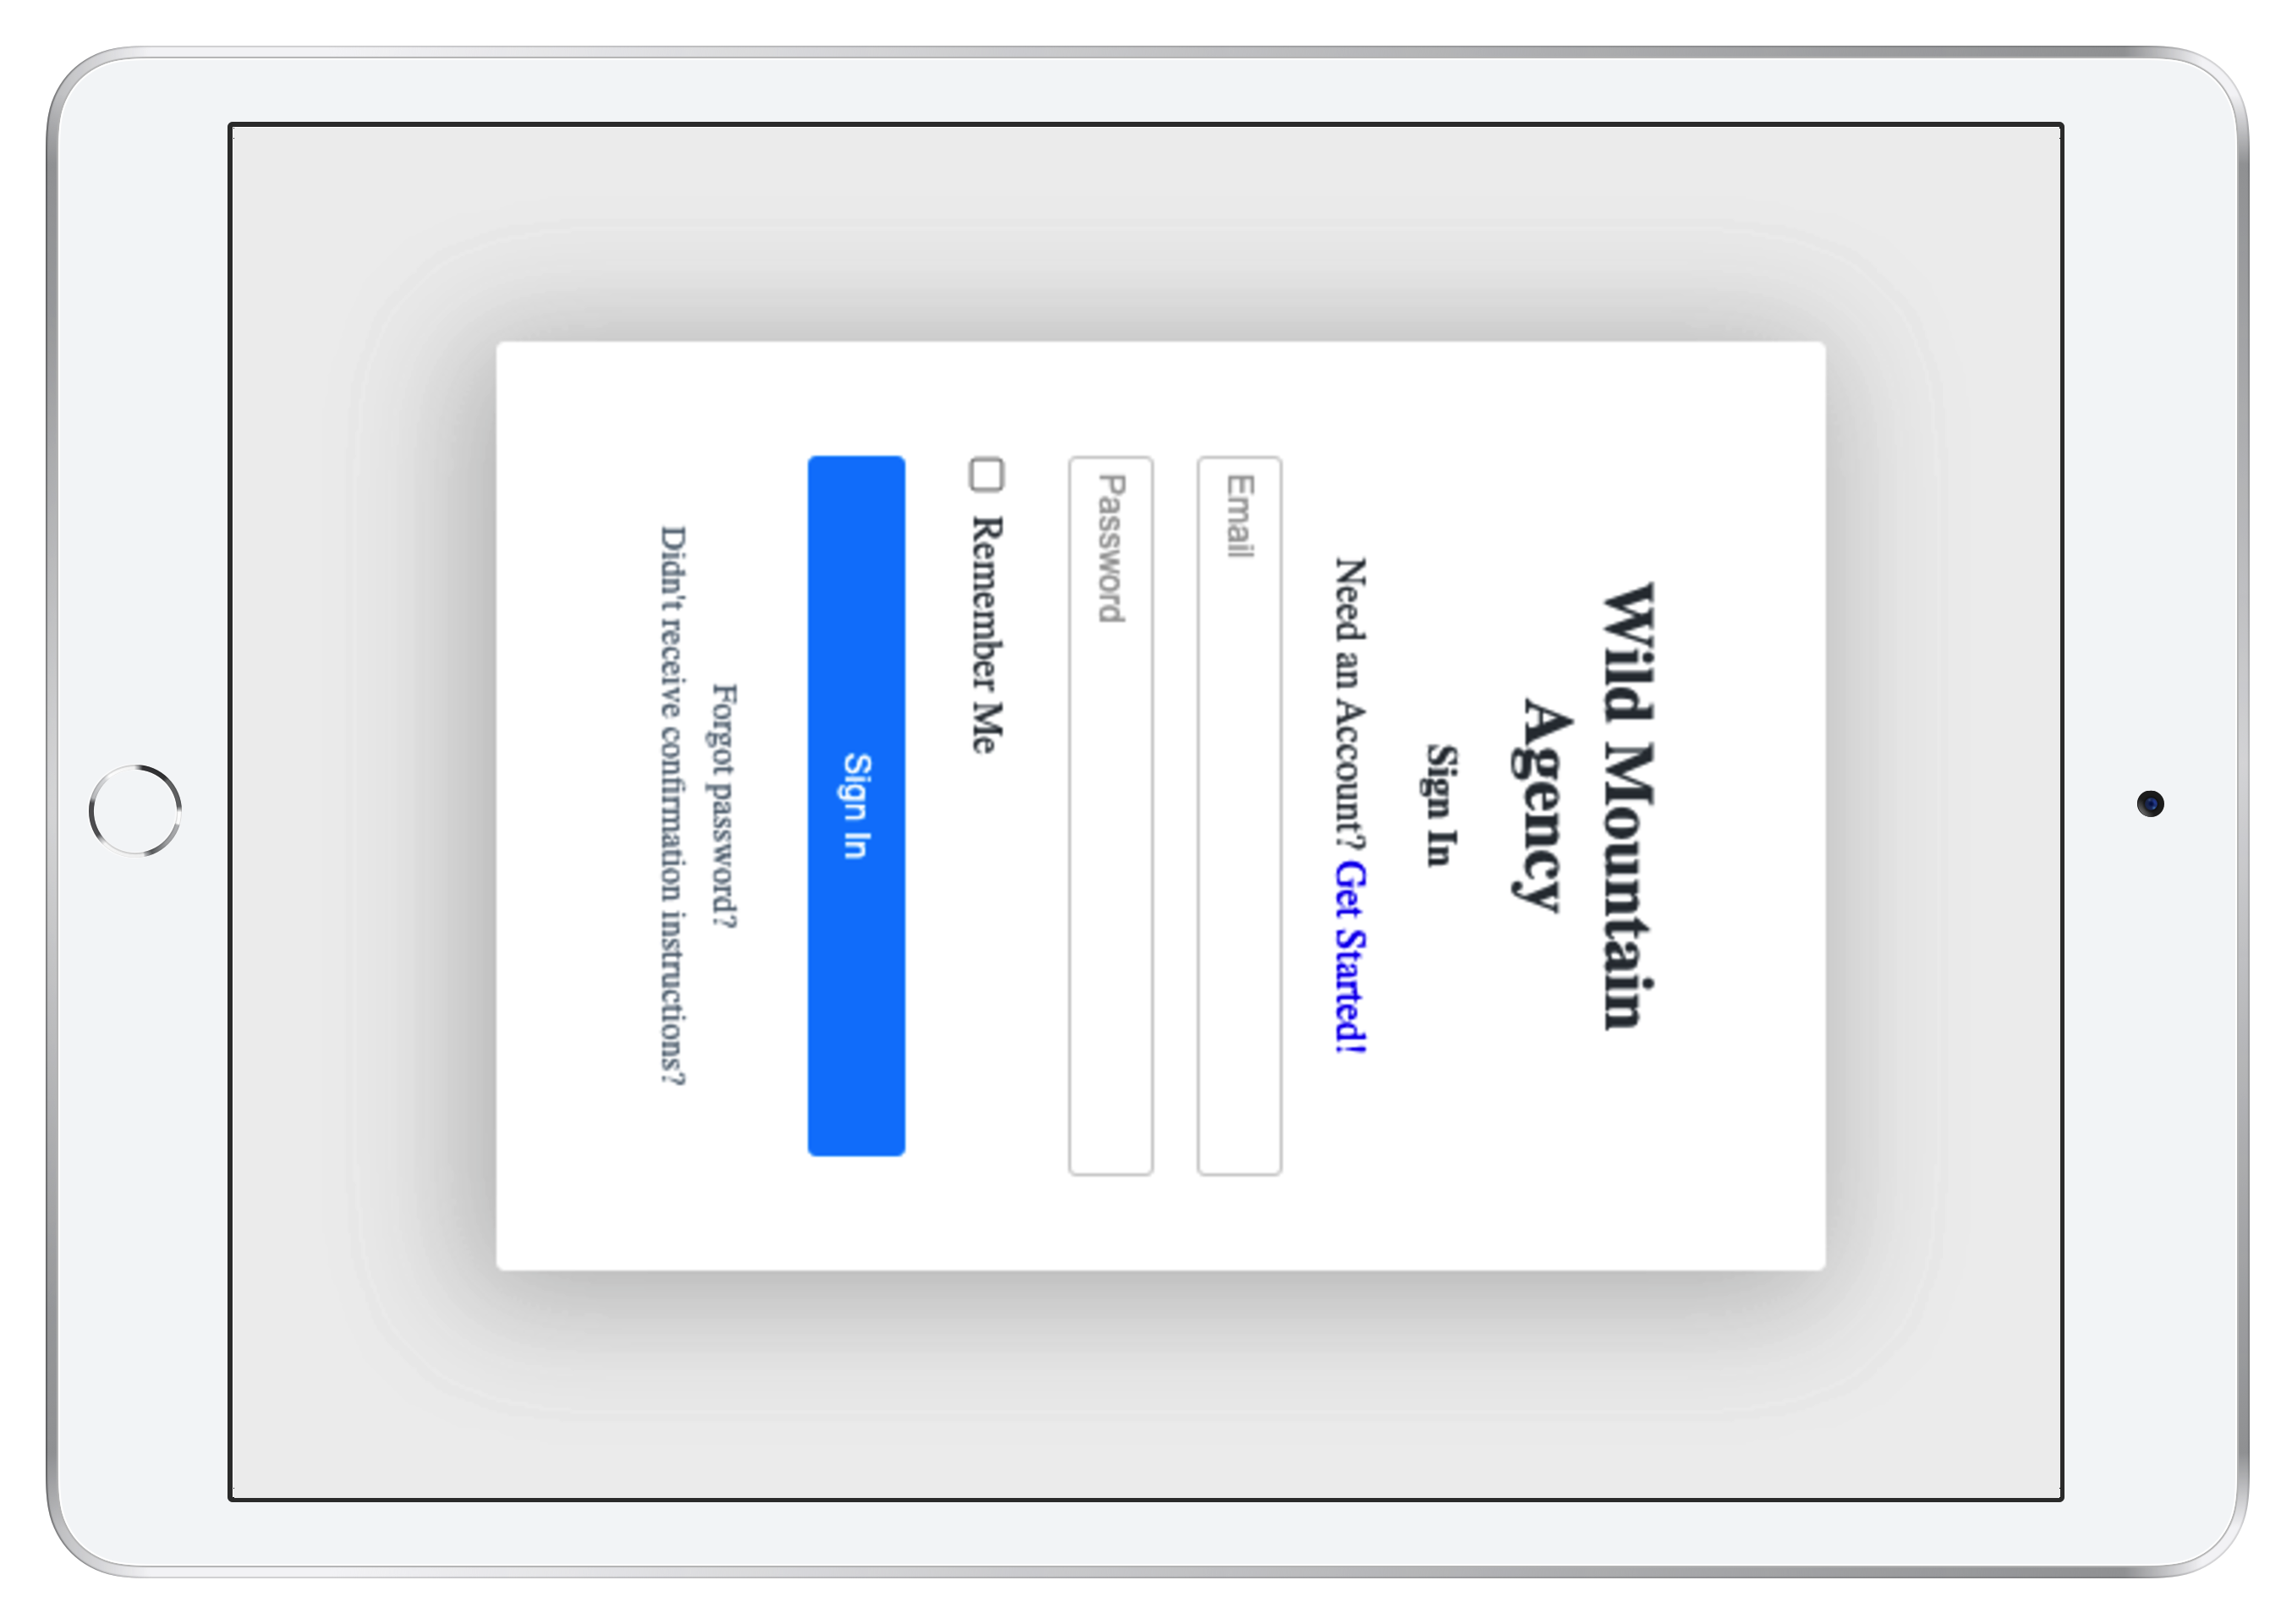 Wild Mountain
Agency
Sign In
Need an Account? Get Started!
Email
Password
Remember Me
Sign In
Forgot password?
Didn't receive confirmation instructions?